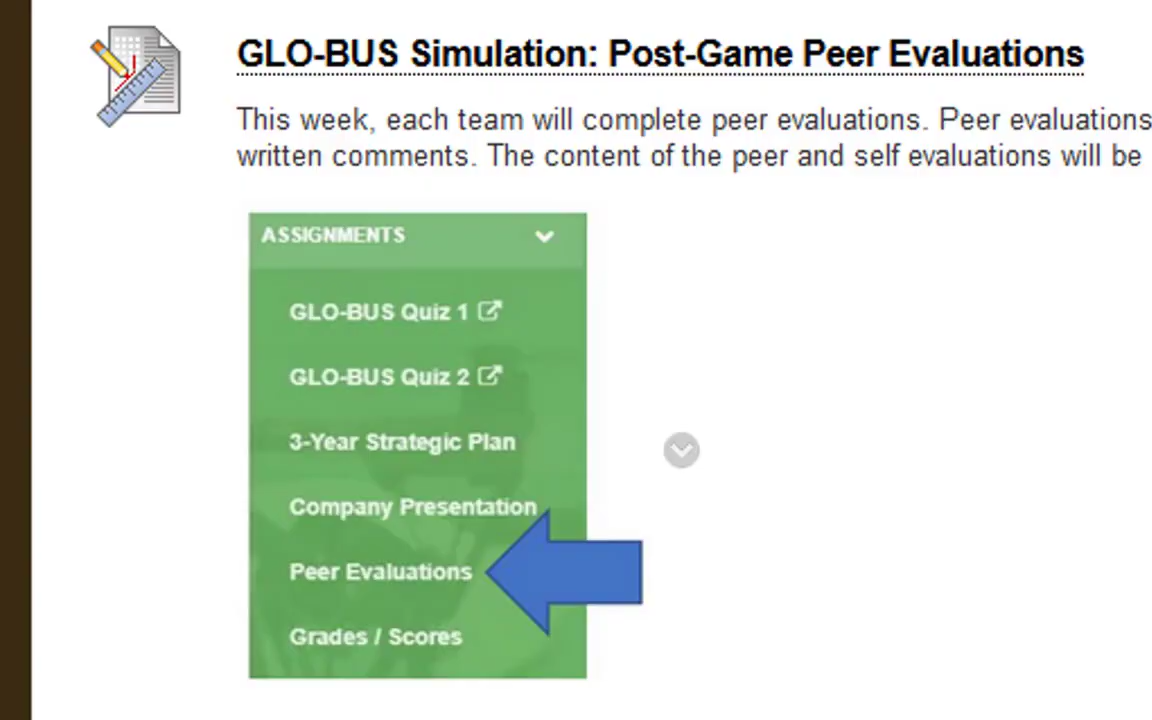 GLO-BUS Simulation: Post-Game Peer Evaluations
This week, each team will complete peer evaluations. Peer evaluations
written comments. The content of the peer and self evaluations will be
ASSIGNMENTS
GLO-BUS Quiz 1
GLO-BUS Quiz 2
3-Year Strategic Plan
Company Presentation
Peer Evaluations
Grades / Scores